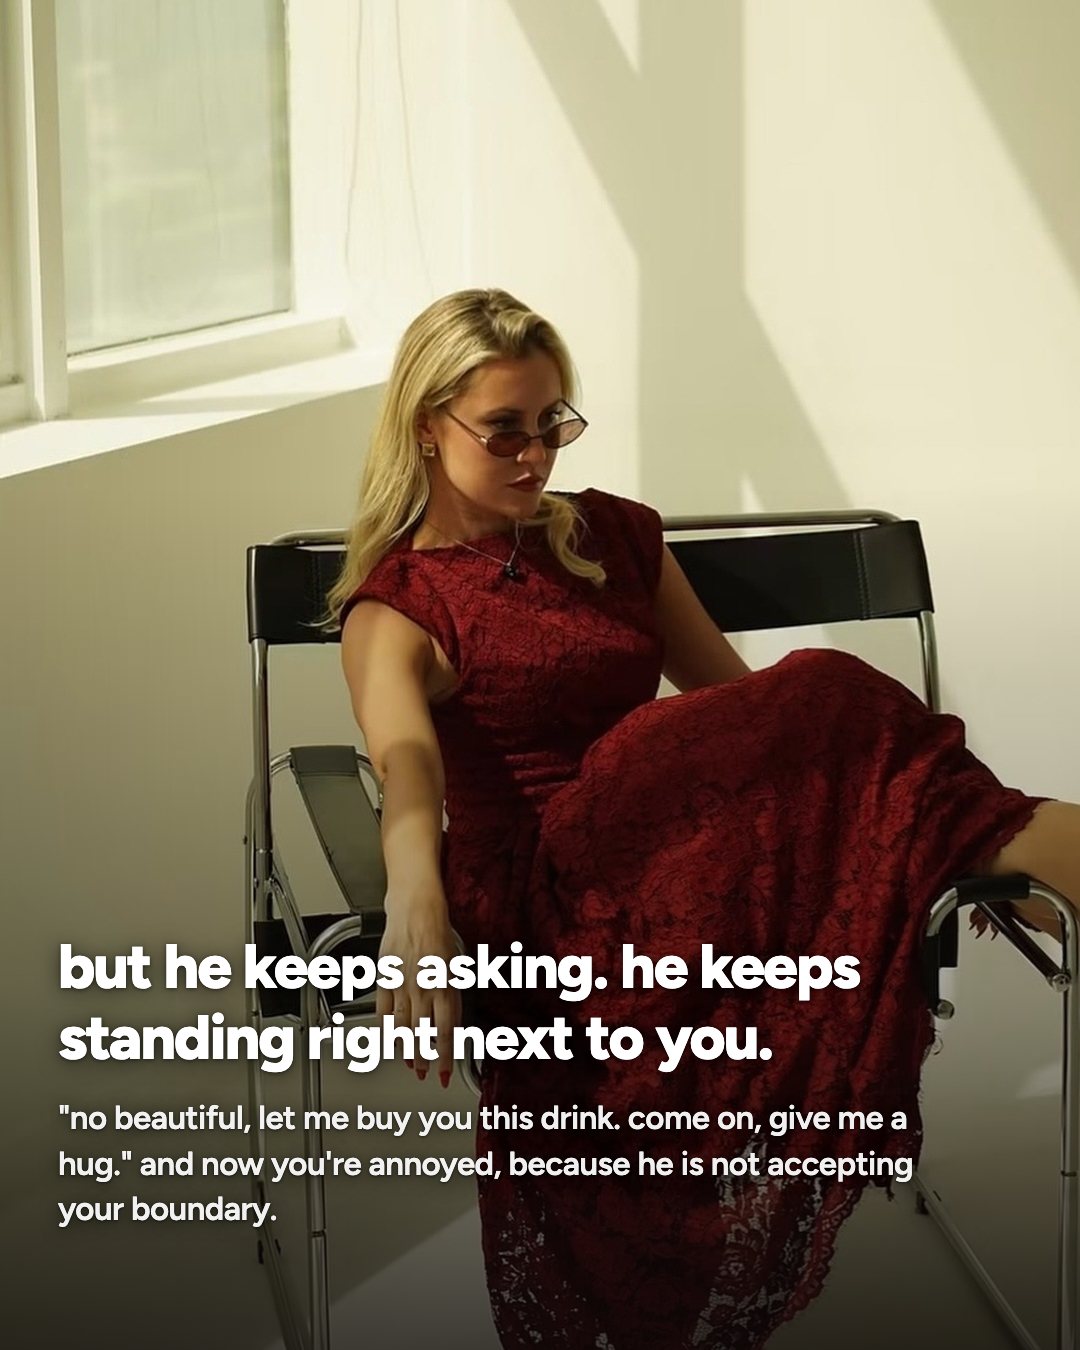 but he keeps asking. he keeps
standing right next to you.
"no beautiful, let me buy you this drink. come on, give me a
hug." and now you're annoyed, because he is not accepting
your boundary.